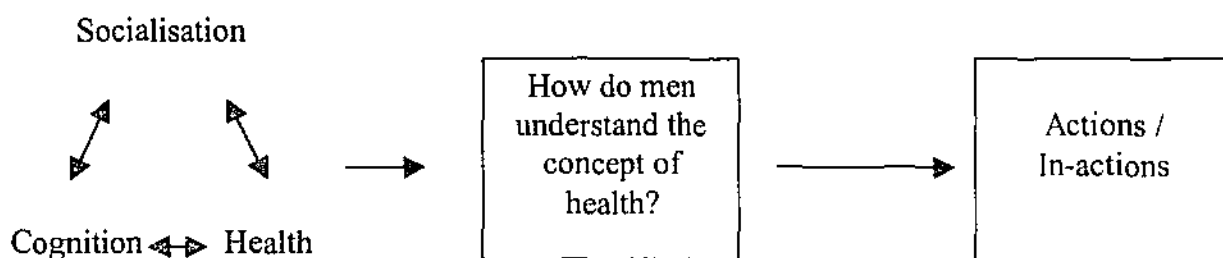 Socialisation
Cognition Health
How do men
understand the
concept of
health?
Actions /
In-actions